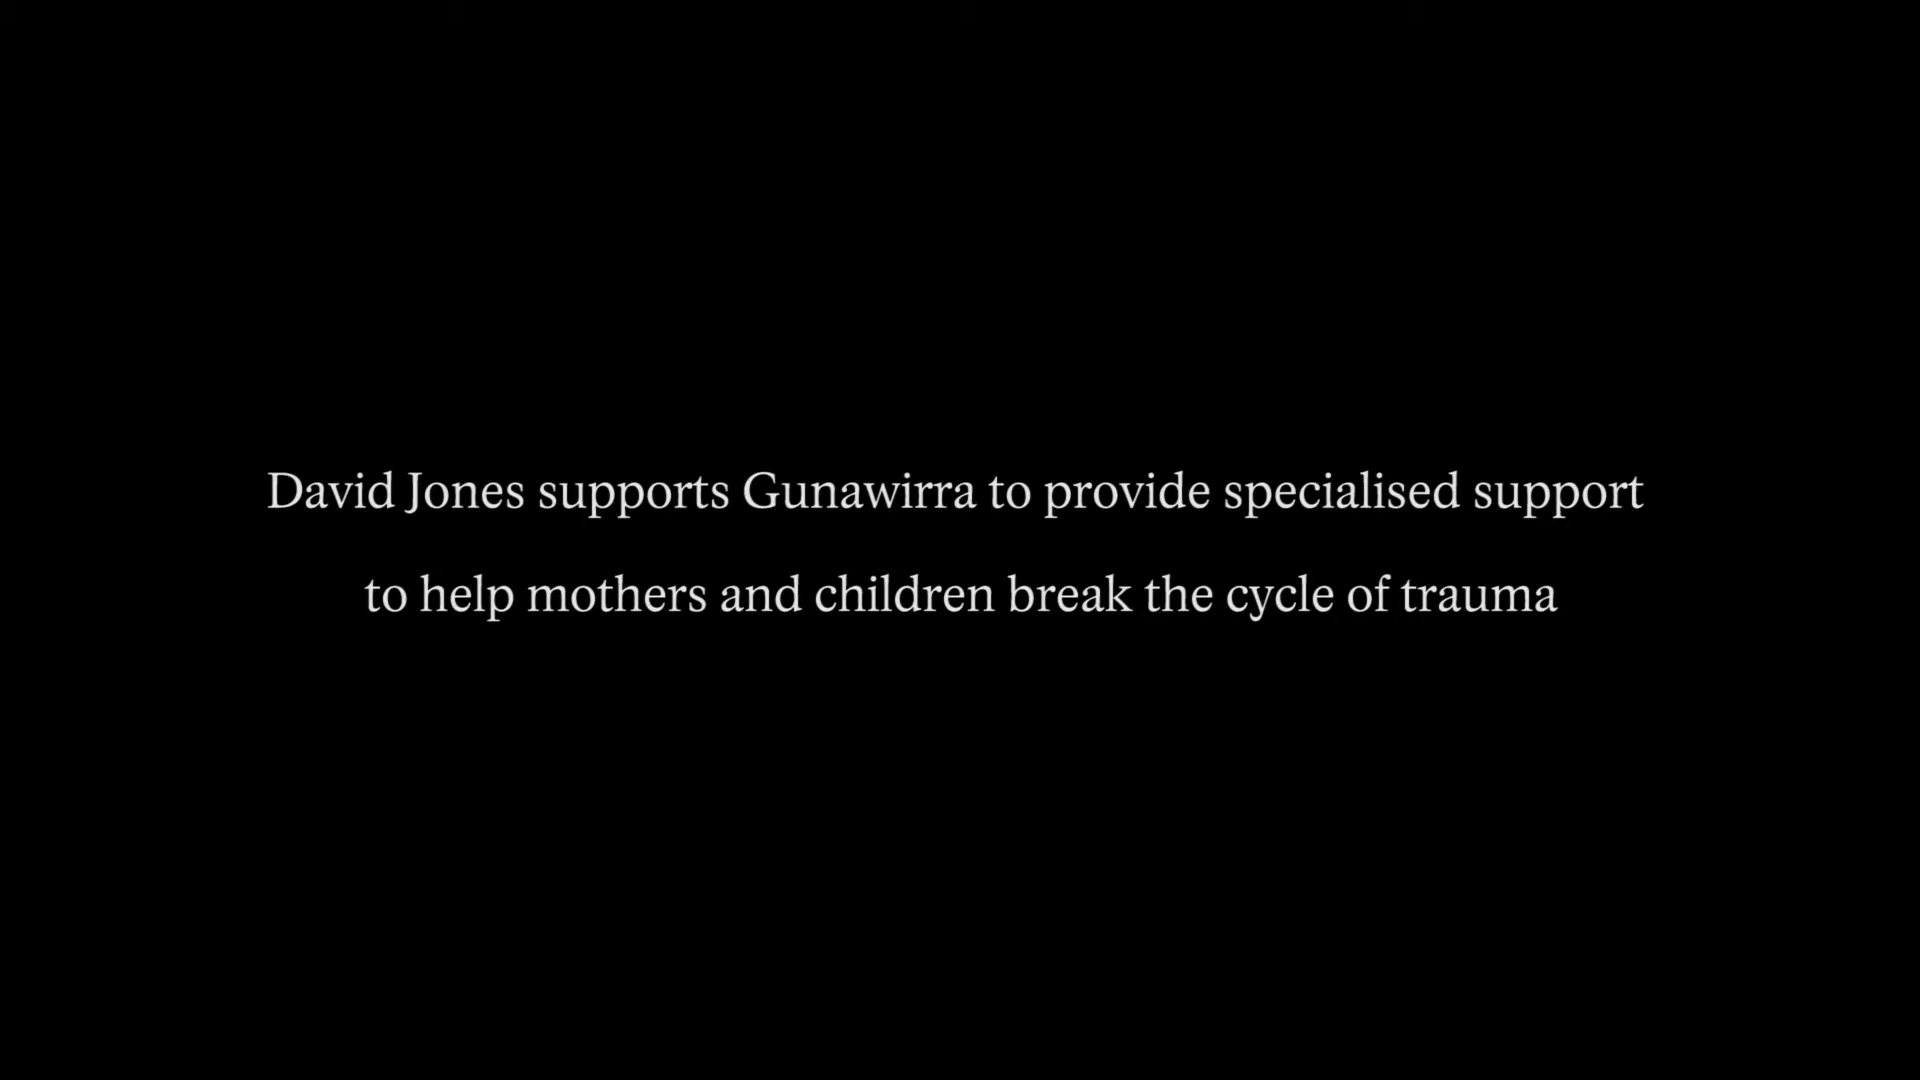 David Jones supports Gunawirra to provide specialised support
to help mothers and children break the cycle of trauma